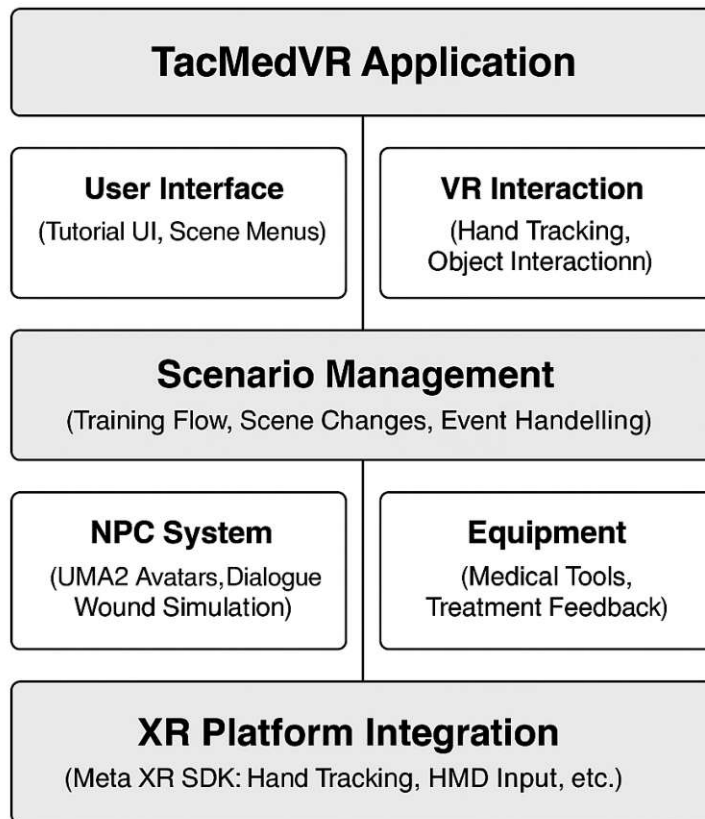 TacMedVR Application
User Interface
(Tutorial UI, Scene Menus)
VR Interaction
(Hand Tracking,
Object Interactionn)
Scenario Management
(Training Flow, Scene Changes, Event Handelling)
NPC System
(UMA2 Avatars,Dialogue
Wound Simulation)
Equipment
(Medical Tools,
Treatment Feedback)
XR Platform Integration
(Meta XR SDK: Hand Tracking, HMD Input, etc.)